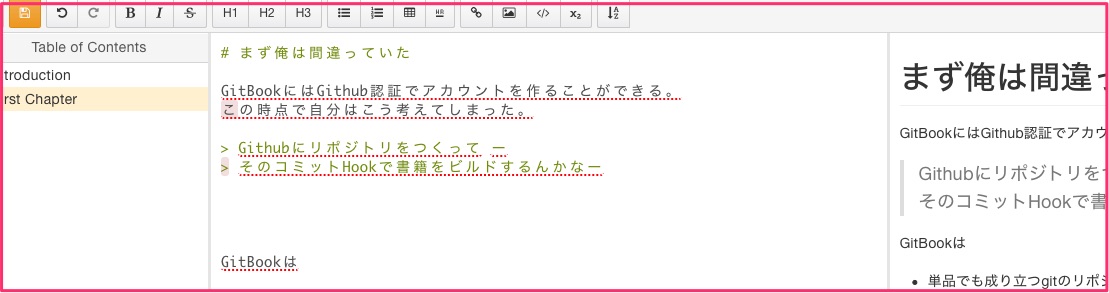 B I S H1 H2 H3 HR </> x₂ A Z
Table of Contents
troduction
rst Chapter
# まず俺は間違っていた
GitBookにはGithub認証でアカウントを作ることができる。
この時点で自分はこう考えてしまった。
> Githubにリポジトリをつくって ー
> そのコミットHookで書籍をビルドするんかなー
GitBookは
まず俺は間違っ
GitBookにはGithub認証でアカウ
Githubにリポジトリを
そのコミットHookで書
GitBookは
• 単品でも成り立つgitのリポジ